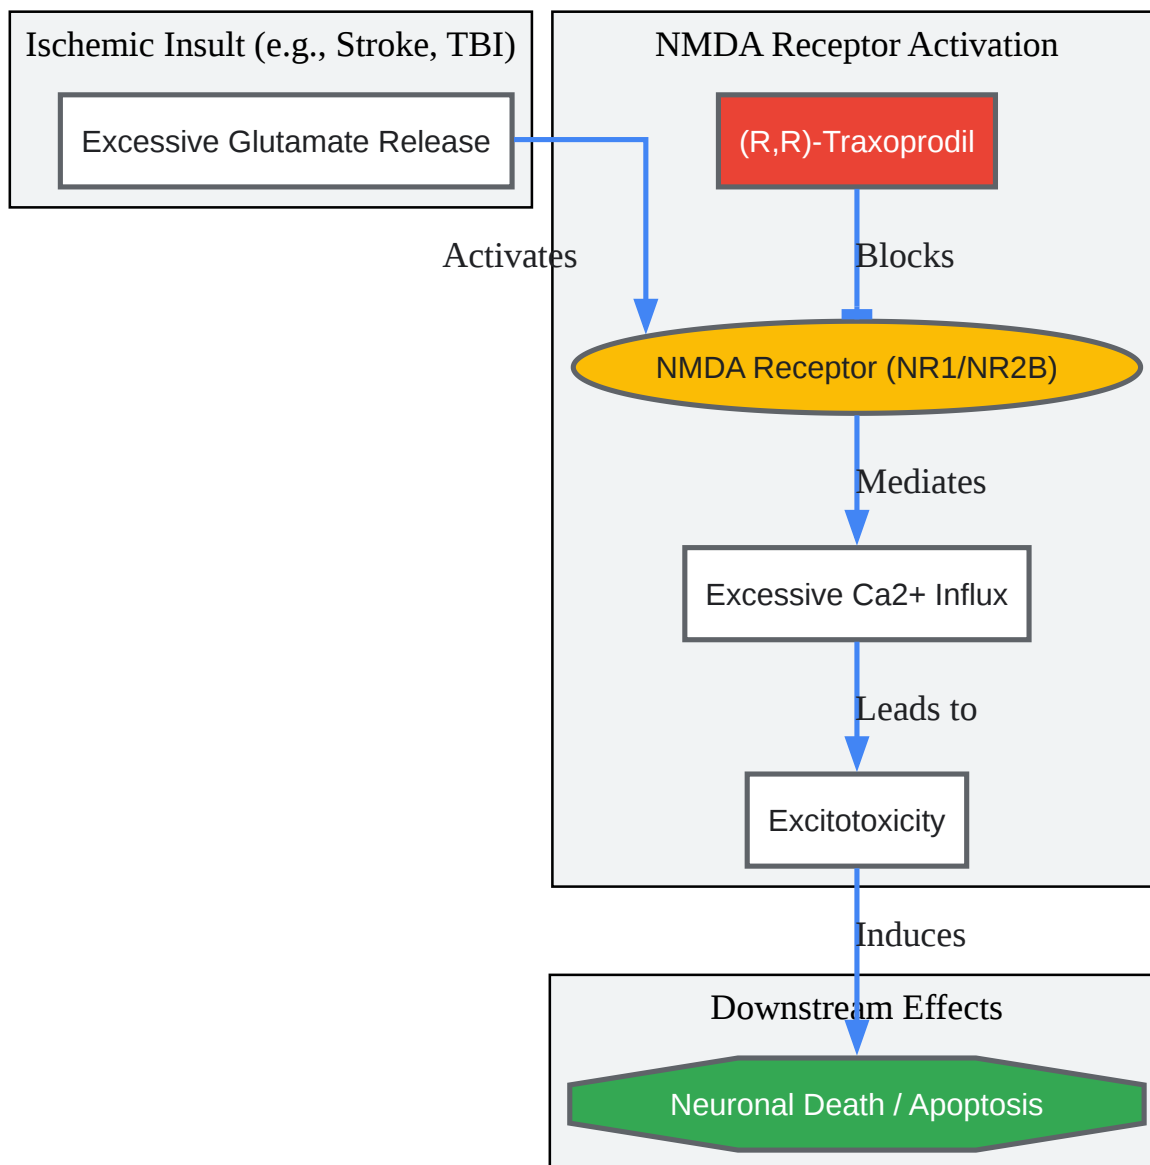 Ischemic Insult (e.g., Stroke, TBI)
Excessive Glutamate Release
NMDA Receptor Activation
(R,R)-Traxoprodil
Activates
Blocks
NMDA Receptor (NR1/NR2B)
Mediates
Excessive Ca2+ Influx
Leads to
Excitotoxicity
Induces
Downstream Effects
Neuronal Death / Apoptosis